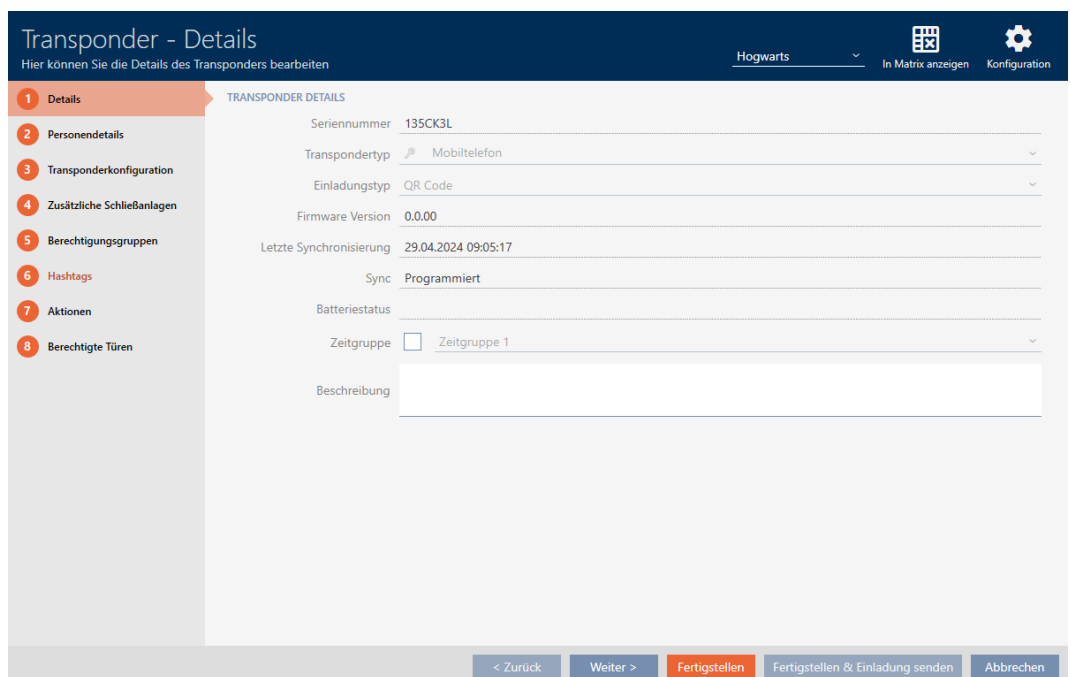 Transponder - Details
Hier können Sie die Details des Transponders bearbeiten
Hogwarts
In Matrix anzeigen
Konfiguration
1 Details
2 Personendetails
3 Transponderkonfiguration
4 Zusätzliche Schließanlagen
5 Berechtigungsgruppen
6 Hashtags
7 Aktionen
8 Berechtigte Türen
TRANSPONDER DETAILS
Seriennummer 135CK3L
Transpondertyp Mobiltelefon
Einladungstyp QR Code
Firmware Version 0.0.00
Letzte Synchronisierung 29.04.2024 09:05:17
Sync Programmiert
Batteriestatus
Zeitgruppe Zeitgruppe 1
Beschreibung
< Zurück
Weiter >
Fertigstellen
Fertigstellen & Einladung senden
Abbrechen